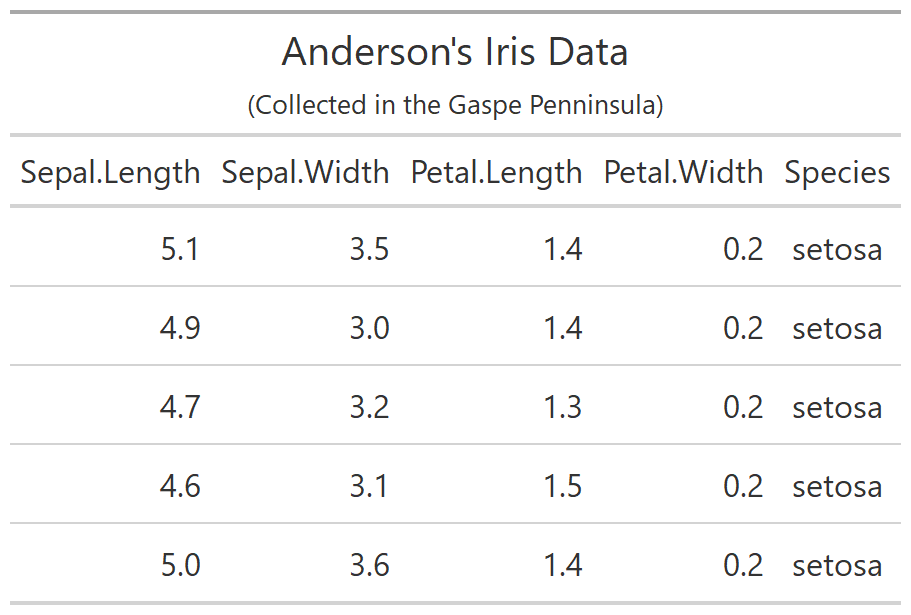 Anderson's Iris Data
(Collected in the Gaspe Penninsula)
Sepal.Length Sepal.Width Petal.Length Petal.Width Species
5.1 3.5 1.4 0.2 setosa
4.9 3.0 1.4 0.2 setosa
4.7 3.2 1.3 0.2 setosa
4.6 3.1 1.5 0.2 setosa
5.0 3.6 1.4 0.2 setosa